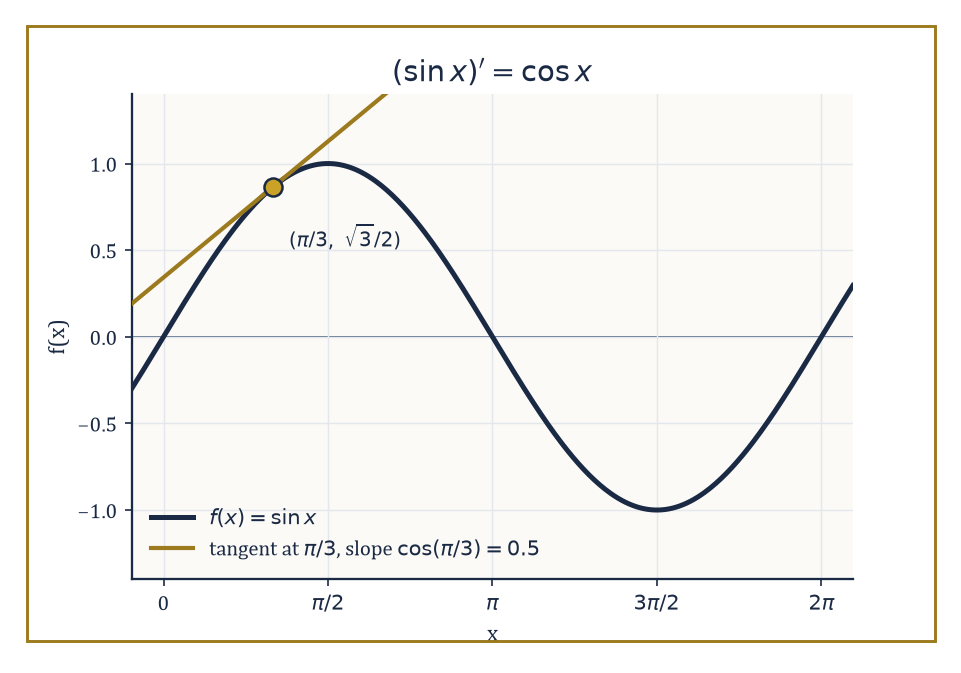 (sin x)′ = cos x
f(x)
1.0
0.5
0.0
−0.5
−1.0
(π/3, √3/2)
f(x) = sin x
tangent at π/3, slope cos(π/3) = 0.5
0 π/2 π 3π/2 2π
x